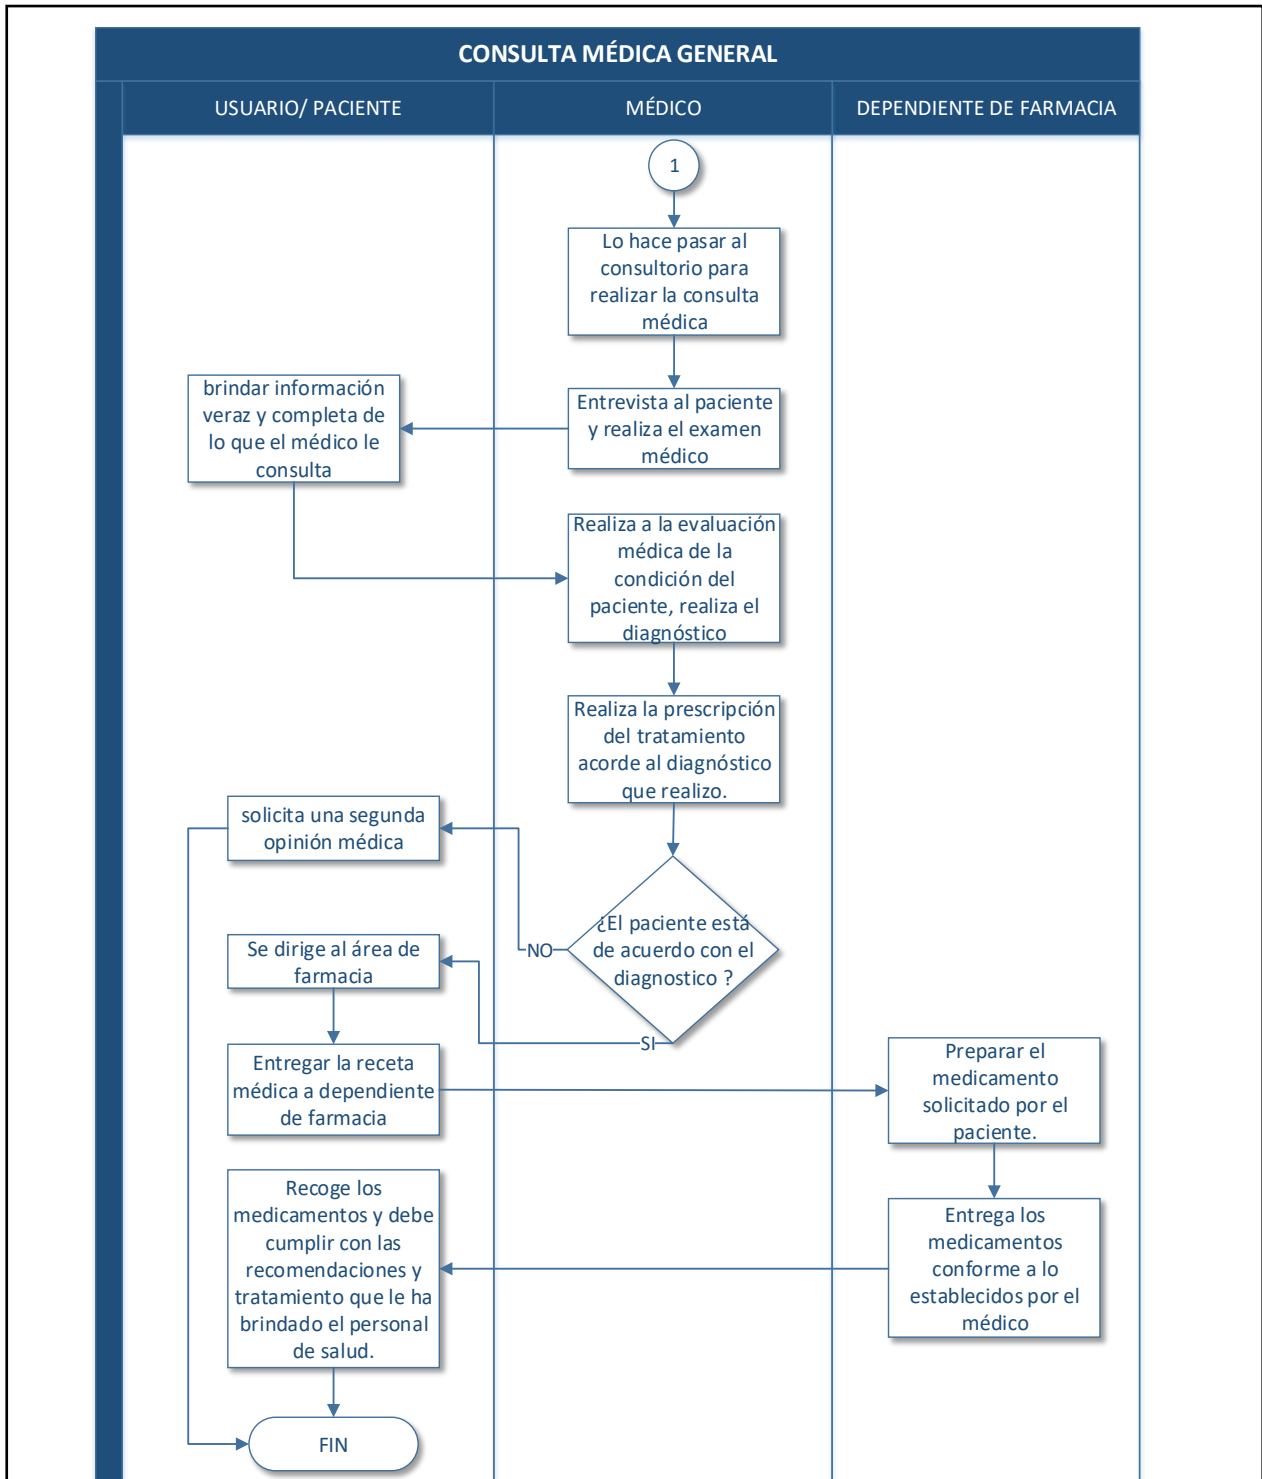 CONSULTA MÉDICA GENERAL
USUARIO/ PACIENTE
MÉDICO
DEPENDIENTE DE FARMACIA
1
Lo hace pasar al
consultorio para
realizar la consulta
médica
brindar información
veraz y completa de
lo que el médico le
consulta
Entrevista al paciente
y realiza el examen
médico
Realiza a la evaluación
médica de la
condición del
paciente, realiza el
diagnóstico
Realiza la prescripción
del tratamiento
acorde al diagnóstico
que realizo.
solicita una segunda
opinión médica
¿El paciente está
de acuerdo con el
diagnostico ?
NO
SI
Se dirige al área de
farmacia
Entregar la receta
médica a dependiente
de farmacia
Preparar el
medicamento
solicitado por el
paciente.
Entrega los
medicamentos
conforme a lo
establecidos por el
médico
Recoge los
medicamentos y debe
cumplir con las
recomendaciones y
tratamiento que le ha
brindado el personal
de salud.
FIN